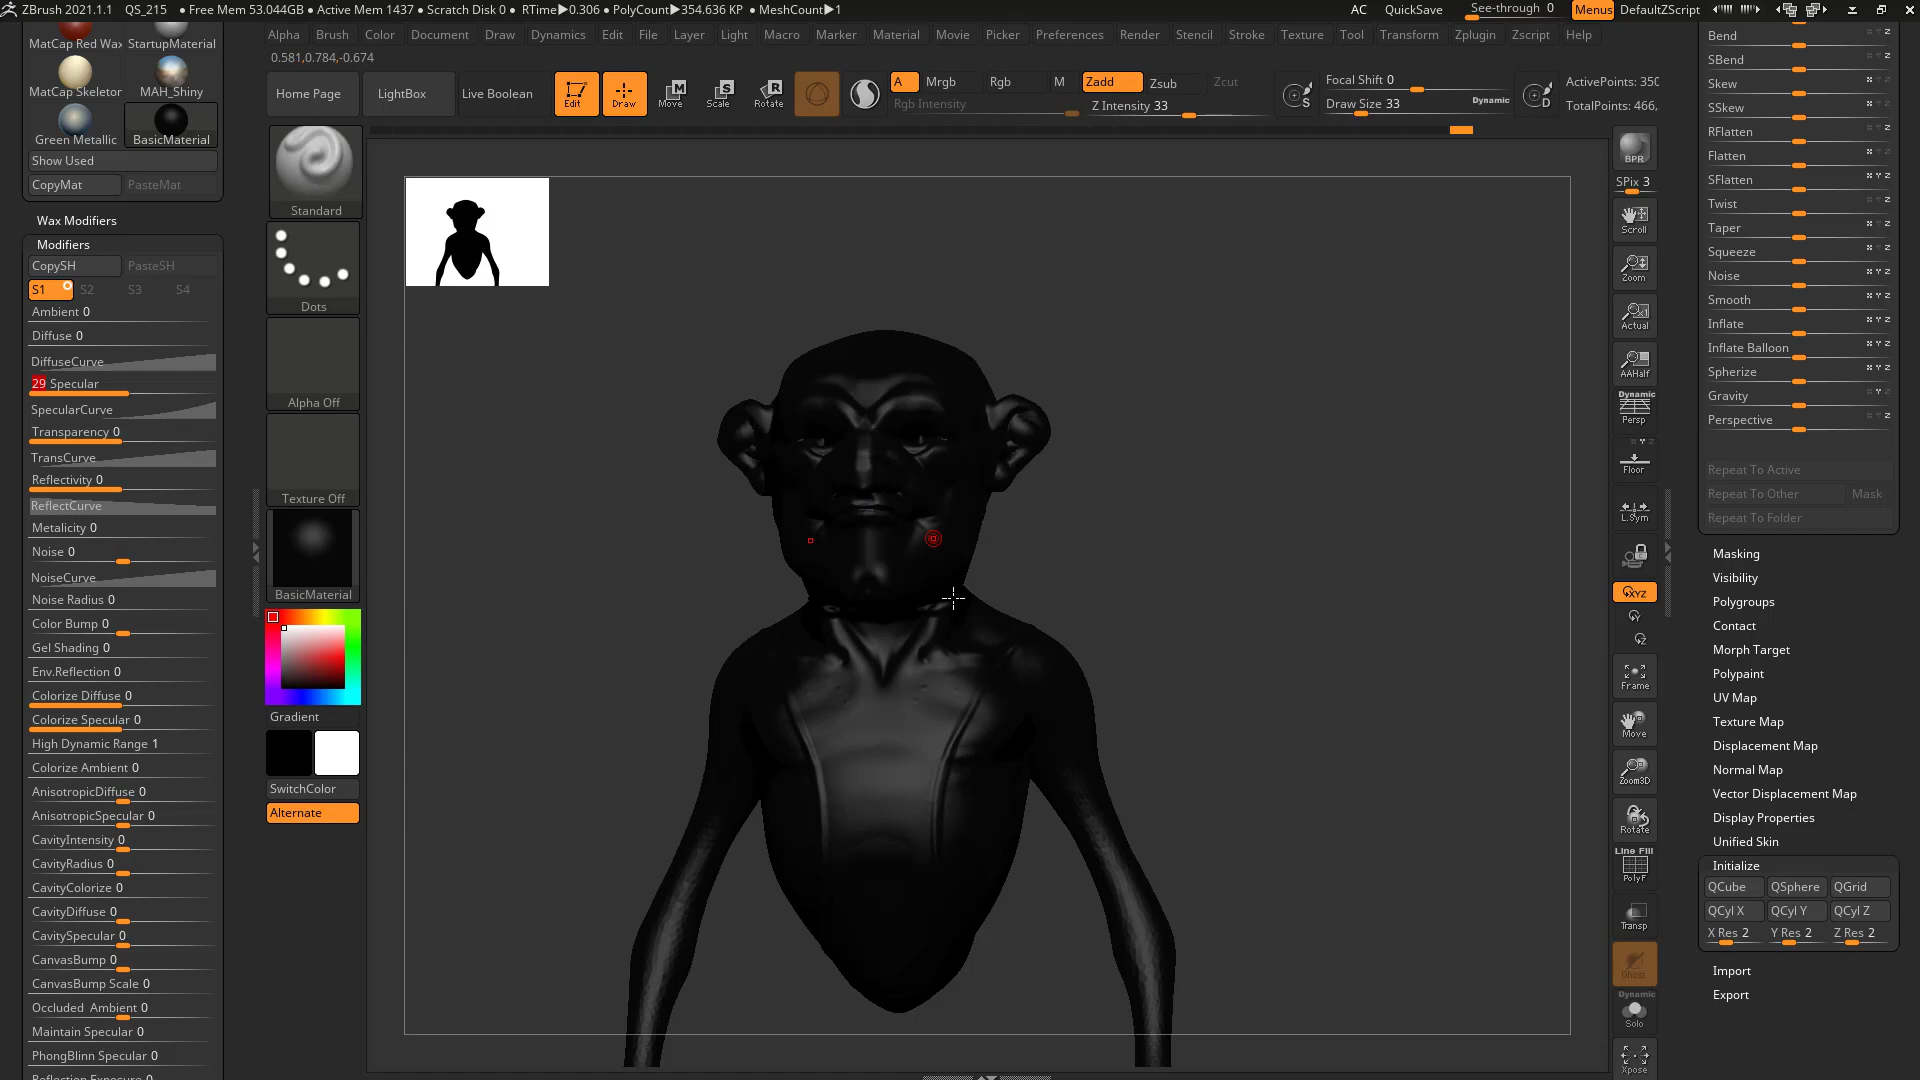 ZBrush 2021.1.1 QS_215 • Free Mem 53.044GB • Active Mem 1437 • Scratch Disk 0 • RTime▶0.306 • PolyCount▶354.636 KP • MeshCount▶1 AC QuickSave See-through 0 Menus DefaultZScript
Alpha Brush Color Document Draw Dynamics Edit File Layer Light Macro Marker Material Movie Picker Preferences Render Stencil Stroke Texture Tool Transform Zplugin Zscript Help
0.581,0.784,-0.674
Home Page LightBox Live Boolean Edit Draw Move Scale Rotate
A Mrgb Rgb M Zadd Zsub Zcut
Rgb Intensity Z Intensity 33
S Focal Shift 0
Draw Size 33 Dynamic D
ActivePoints: 350
TotalPoints: 466,
MatCap Red Wax StartupMaterial
MatCap Skeletor MAH_Shiny
Green Metallic BasicMaterial
Show Used
CopyMat PasteMat
Wax Modifiers
Modifiers
CopySH PasteSH
S1 S2 S3 S4
Ambient 0
Diffuse 0
DiffuseCurve
29 Specular
SpecularCurve
Transparency 0
TransCurve
Reflectivity 0
ReflectCurve
Metalicity 0
Noise 0
NoiseCurve
Noise Radius 0
Color Bump 0
Gel Shading 0
Env.Reflection 0
Colorize Diffuse 0
Colorize Specular 0
High Dynamic Range 1
Colorize Ambient 0
AnisotropicDiffuse 0
AnisotropicSpecular 0
CavityIntensity 0
CavityRadius 0
CavityColorize 0
CavityDiffuse 0
CavitySpecular 0
CanvasBump 0
CanvasBump Scale 0
Occluded Ambient 0
Maintain Specular 0
PhongBlinn Specular 0
Reflection Exposure 0
Standard
Dots
Alpha Off
Texture Off
BasicMaterial
Gradient
SwitchColor
Alternate
BPR
SPix 3
Scroll
Zoom
Actual
AAHalf
Dynamic
Persp
Floor
L.Sym
XYZ
Y
Z
Frame
Move
Zoom3D
Rotate
Line Fill
PolyF
Transp
Ghost
Dynamic
Solo
Xpose
Bend
SBend
Skew
SSkew
RFlatten
Flatten
SFlatten
Twist
Taper
Squeeze
Noise
Smooth
Inflate
Inflate Balloon
Spherize
Gravity
Perspective
Repeat To Active
Repeat To Other Mask
Repeat To Folder
Masking
Visibility
Polygroups
Contact
Morph Target
Polypaint
UV Map
Texture Map
Displacement Map
Normal Map
Vector Displacement Map
Display Properties
Unified Skin
Initialize
QCube QSphere QGrid
QCyl X QCyl Y QCyl Z
X Res 2 Y Res 2 Z Res 2
Import
Export